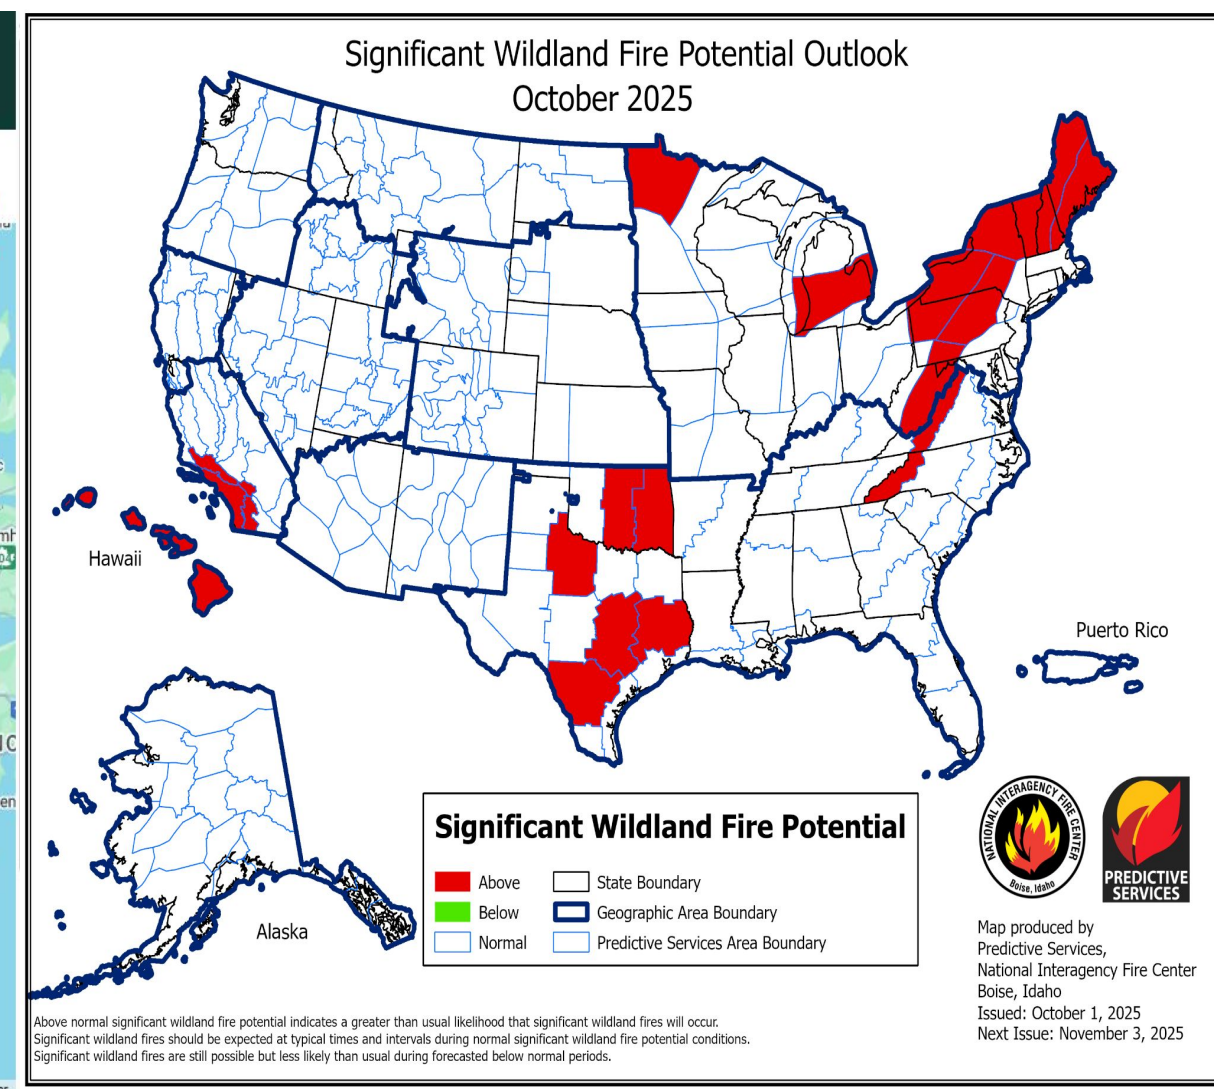 Significant Wildland Fire Potential Outlook
October 2025
Hawaii
Puerto Rico
Alaska
Significant Wildland Fire Potential
Above
State Boundary
Below
Geographic Area Boundary
Normal
Predictive Services Area Boundary
NATIONAL INTERAGENCY FIRE CENTER
Boise, Idaho
PREDICTIVE
SERVICES
Map produced by
Predictive Services,
National Interagency Fire Center
Boise, Idaho
Issued: October 1, 2025
Next Issue: November 3, 2025
Above normal significant wildland fire potential indicates a greater than usual likelihood that significant wildland fires will occur.
Significant wildland fires should be expected at typical times and intervals during normal significant wildland fire potential conditions.
Significant wildland fires are still possible but less likely than usual during forecasted below normal periods.